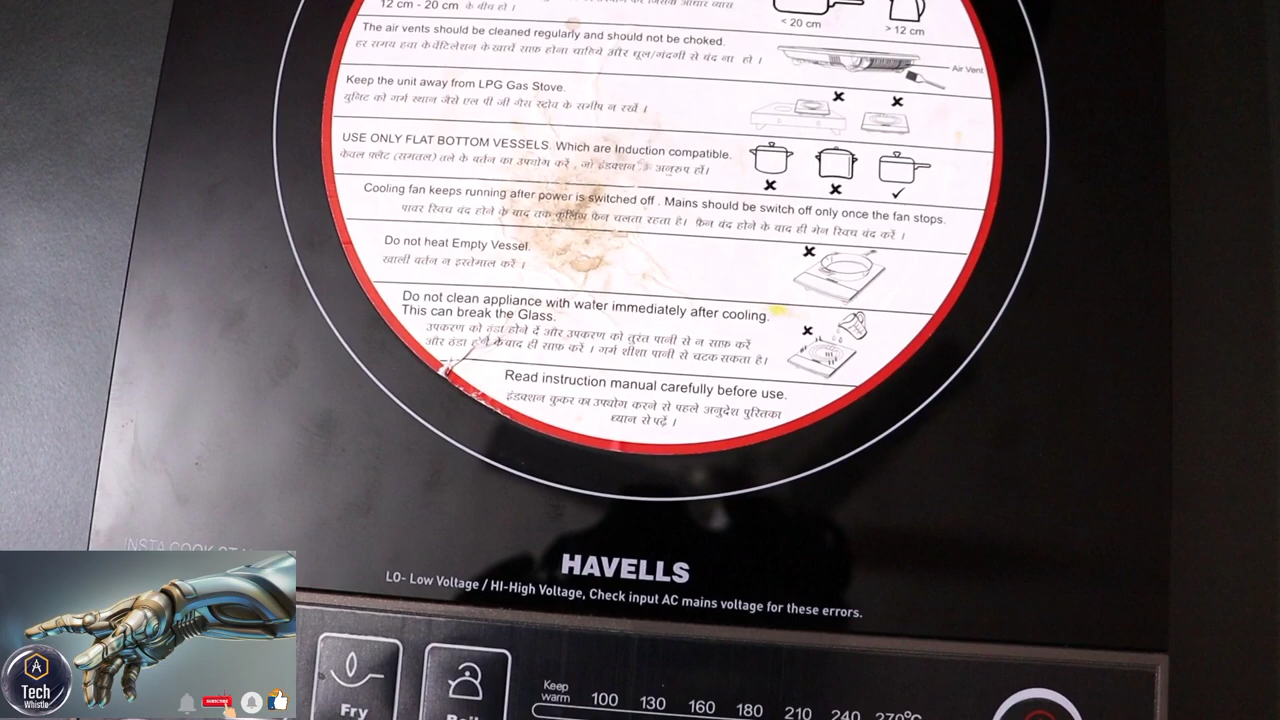 12 cm - 20 cm के बीच हो ।
< 20 cm
> 12 cm
The air vents should be cleaned regularly and should not be choked.
हर समय हवा के वेंटिलेशन के खाचें साफ़ होना चाहिये और धूल/गंदगी से बंद ना हो ।
Air Vent
Keep the unit away from LPG Gas Stove.
युनिट को गर्म स्थान जैसे एल पी जी गैस स्टोव के समीप न रखें ।
USE ONLY FLAT BOTTOM VESSELS. Which are Induction compatible.
केवल फ्लैट (समतल) तले के बर्तन का उपयोग करें , जो इंडक्शन के अनुरुप हों।
Cooling fan keeps running after power is switched off . Mains should be switch off only once the fan stops.
पावर स्विच बंद होने के बाद तक कूलिंग फ़ेन चलता रहता है। फ़ैन बंद होने के बाद ही मेन स्विच बंद करें ।
Do not heat Empty Vessel.
खाली बर्तन न इस्तेमाल करें ।
Do not clean appliance with water immediately after cooling.
This can break the Glass.
उपकरण को ठंडा होने दें और उपकरण को तुरंत पानी से न साफ़ करें
और ठंडा होने के बाद ही साफ़ करें । गर्म शीशा पानी से चटक सकता है।
Read instruction manual carefully before use.
इंडक्शन कुकर का उपयोग करने से पहले अनुदेश पुस्तिका
ध्यान से पढ़ें ।
INSTA COOK
HAVELLS
LO- Low Voltage / HI-High Voltage, Check input AC mains voltage for these errors.
Fry
Keep warm 100 130 160 180 210 240 270°C
Tech
Whistle
SUBSCRIBE